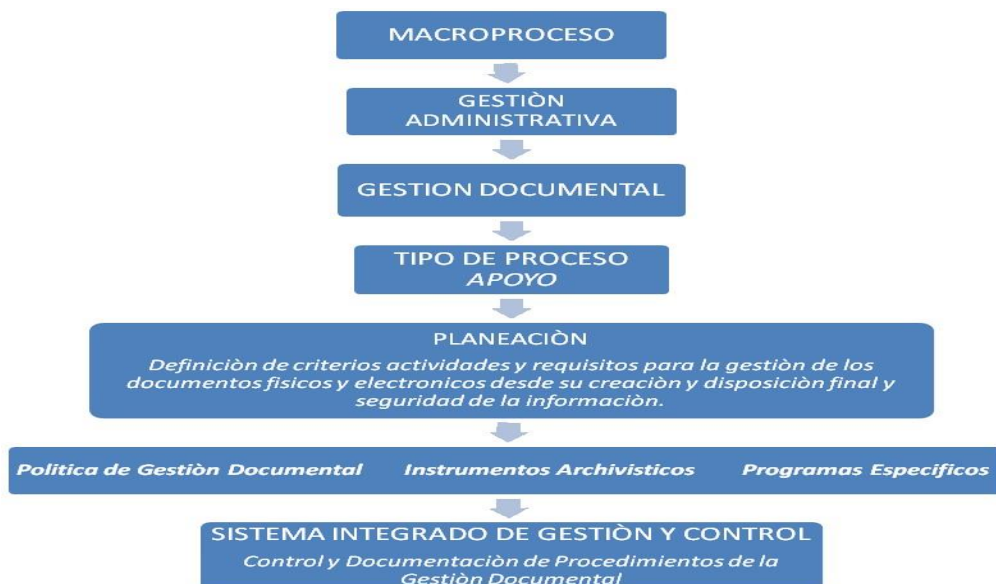 MACROPROCESO
GESTIÒN
ADMINISTRATIVA
GESTION DOCUMENTAL
TIPO DE PROCESO
APOYO
PLANEACIÒN
Definiciòn de criterios actividades y requisitos para la gestiòn de los
documentos fisicos y electronicos desde su creaciòn y disposiciòn final y
seguridad de la informaciòn.
Politica de Gestiòn Documental Instrumentos Archivisticos Programas Especificos
SISTEMA INTEGRADO DE GESTIÒN Y CONTROL
Control y Documentaciòn de Procedimientos de la
Gestiòn Documental